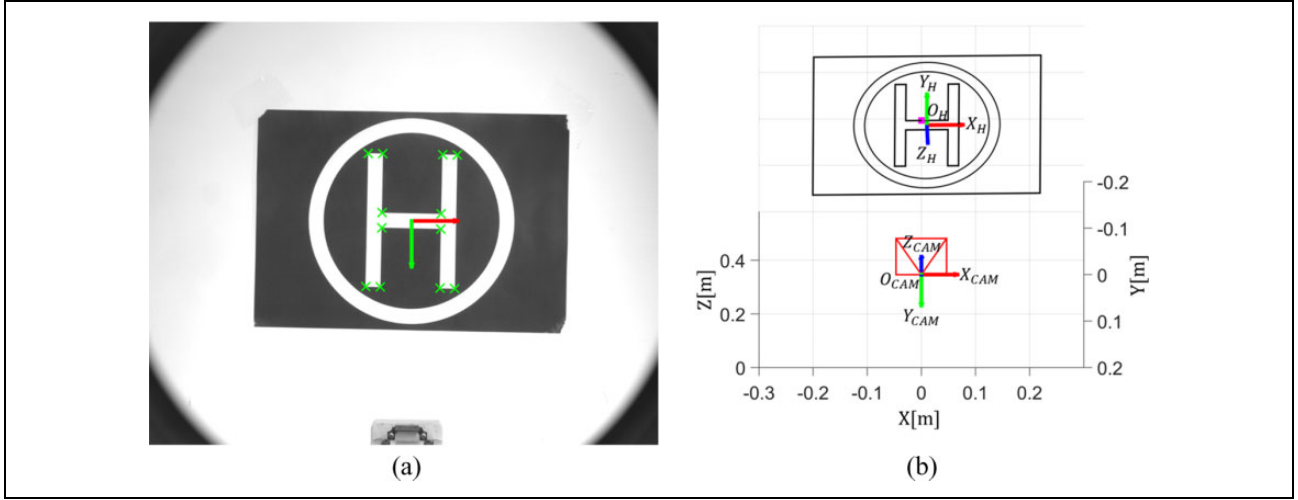 H
(a)
Y_H
O_H
X_H
Z_H
Z_CAM
O_CAM
X_CAM
Y_CAM
Z[m]
0.4
0.2
0
-0.2
-0.1
0
0.1
0.2
Y[m]
-0.3
-0.2
-0.1
0
0.1
0.2
X[m]
(b)